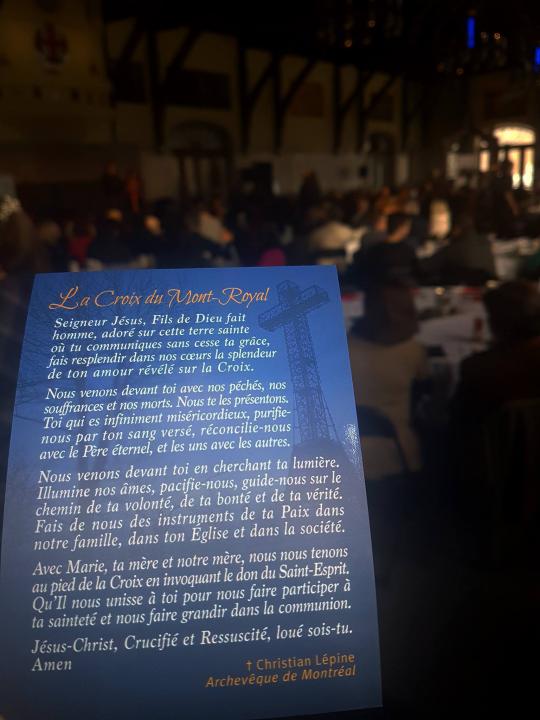 La Croix du Mont-Royal
Seigneur Jésus, Fils de Dieu fait
homme, adoré sur cette terre sainte
où tu communiques sans cesse ta grâce,
fais resplendir dans nos cœurs la splendeur
de ton amour révélé sur la Croix.
Nous venons devant toi avec nos péchés, nos
souffrances et nos morts. Nous te les présentons.
Toi qui es infiniment miséricordieux, purifie-
nous par ton sang versé, réconcilie-nous
avec le Père éternel, et les uns avec les autres.
Nous venons devant toi en cherchant ta lumière.
Illumine nos âmes, pacifie-nous, guide-nous sur le
chemin de ta volonté, de ta bonté et de ta vérité.
Fais de nous des instruments de ta Paix dans
notre famille, dans ton Église et dans la société.
Avec Marie, ta mère et notre mère, nous nous tenons
au pied de la Croix en invoquant le don du Saint-Esprit.
Qu'Il nous unisse à toi pour nous faire participer à
ta sainteté et nous faire grandir dans la communion.
Jésus-Christ, Crucifié et Ressuscité, loué sois-tu.
Amen
† Christian Lépine
Archevêque de Montréal